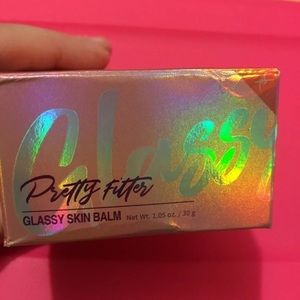 Glassy
Pretty Filter
GLASSY SKIN BALM Net Wt. 1.05 oz. / 30 g